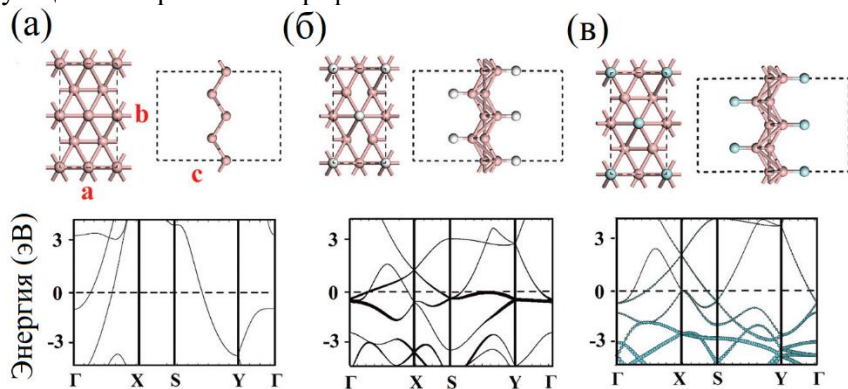 (а) (б) (в)
b
a
c
Энергия (эВ)
3 3 3
0 0 0
-3 -3 -3
Γ X S Y Γ Γ X S Y Γ Γ X S Y Γ